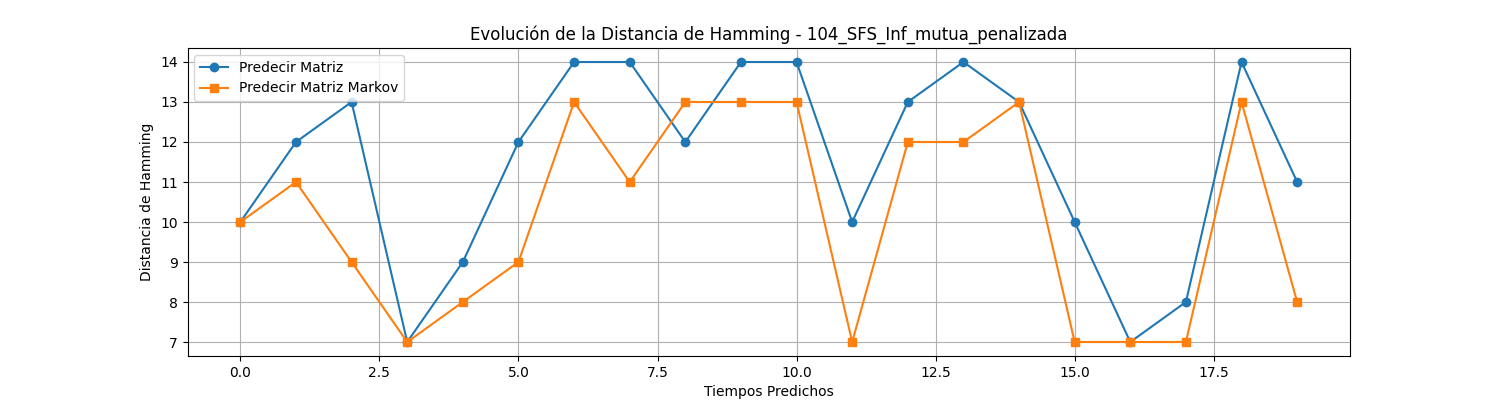 Evolución de la Distancia de Hamming - 104_SFS_Inf_mutua_penalizada
Predecir Matriz
Predecir Matriz Markov
Distancia de Hamming
14
13
12
11
10
9
8
7
0.0 2.5 5.0 7.5 10.0 12.5 15.0 17.5
Tiempos Predichos